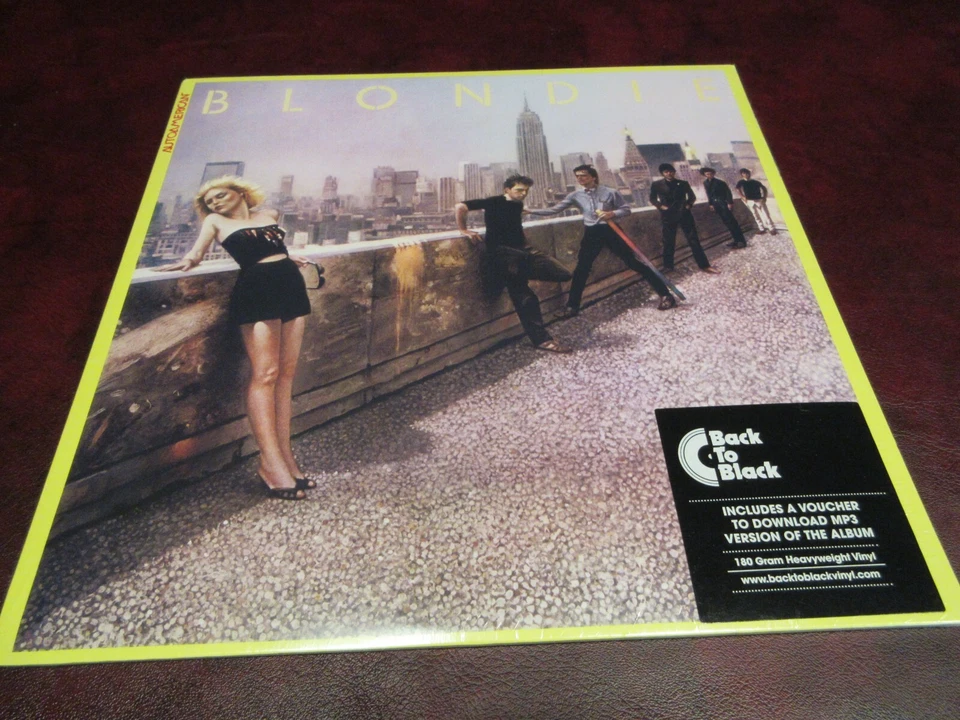 BLONDIE
AUTOAMERICAN
Back
To
Black
INCLUDES A VOUCHER
TO DOWNLOAD MP3
VERSION OF THE ALBUM
180 Gram Heavyweight Vinyl
www.backtoblackvinyl.com